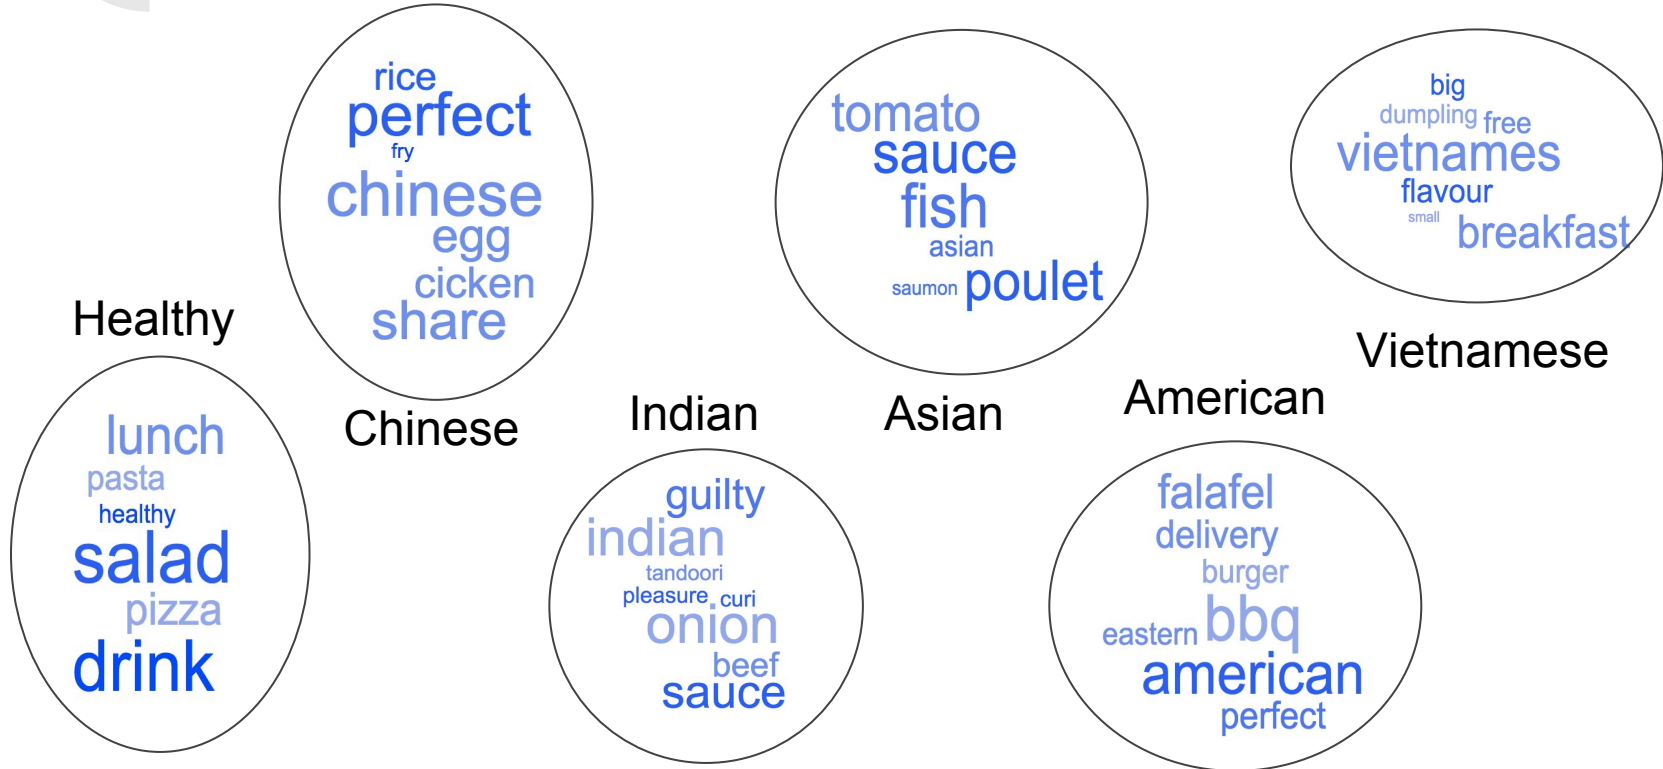 Healthy
lunch
pasta
healthy
salad
pizza
drink
rice
perfect
fry
chinese
egg
cicken
share
Chinese
Indian
guilty
indian
tandoori
pleasure curi
onion
beef
sauce
tomato
sauce
fish
asian
saumon poulet
Asian
American
falafel
delivery
burger
eastern bbq
american
perfect
big
dumpling free
vietnames
flavour
small breakfast
Vietnamese